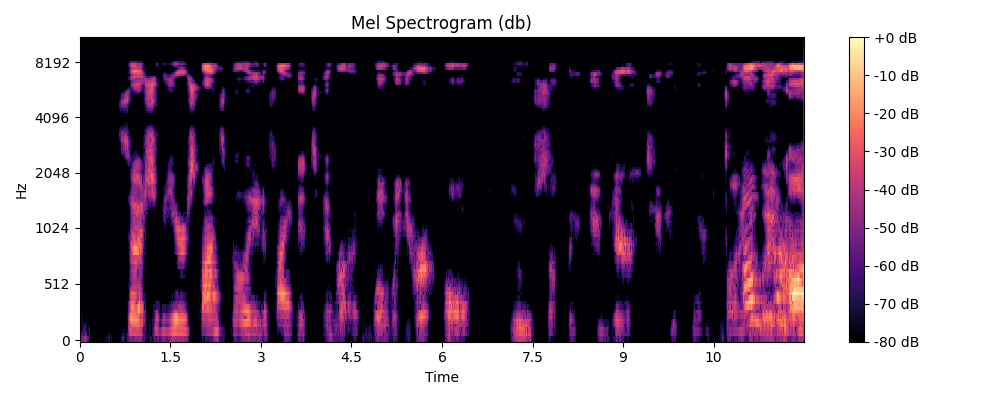 Mel Spectrogram (db)
Hz
8192
4096
2048
1024
512
0
0 1.5 3 4.5 6 7.5 9 10
Time
+0 dB
-10 dB
-20 dB
-30 dB
-40 dB
-50 dB
-60 dB
-70 dB
-80 dB